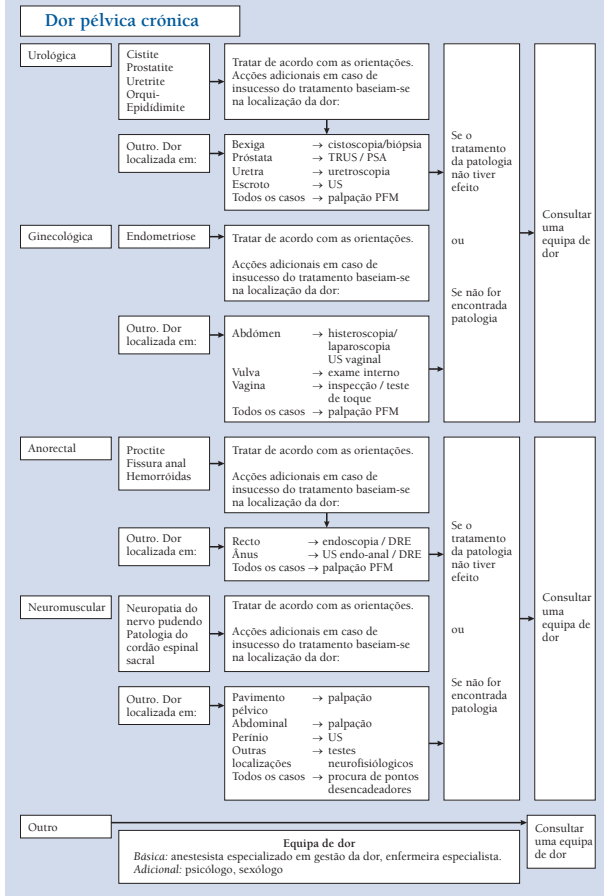 Dor pélvica crónica
Urológica
Cistite
Prostatite
Uretrite
Orqui-
Epidídimite
Tratar de acordo com as orientações.
Acções adicionais em caso de
insucesso do tratamento baseiam-se
na localização da dor:
Outro. Dor
localizada em:
Bexiga → cistoscopia/biópsia
Próstata → TRUS / PSA
Uretra → uretroscopia
Escroto → US
Todos os casos → palpação PFM
Se o
tratamento
da patologia
não tiver
efeito
ou
Se não for
encontrada
patologia
Consultar
uma
equipa de
dor
Ginecológica
Endometriose
Tratar de acordo com as orientações.
Acções adicionais em caso de
insucesso do tratamento baseiam-se
na localização da dor:
Outro. Dor
localizada em:
Abdómen → histeroscopia/
laparoscopia
US vaginal
Vulva → exame interno
Vagina → inspecção / teste
de toque
Todos os casos → palpação PFM
Anorectal
Proctite
Fissura anal
Hemorróidas
Tratar de acordo com as orientações.
Acções adicionais em caso de
insucesso do tratamento baseiam-se
na localização da dor:
Outro. Dor
localizada em:
Recto → endoscopia / DRE
Ânus → US endo-anal / DRE
Todos os casos → palpação PFM
Se o
tratamento
da patologia
não tiver
efeito
ou
Se não for
encontrada
patologia
Consultar
uma
equipa de
dor
Neuromuscular
Neuropatia do
nervo pudendo
Patologia do
cordão espinal
sacral
Tratar de acordo com as orientações.
Acções adicionais em caso de
insucesso do tratamento baseiam-se
na localização da dor:
Outro. Dor
localizada em:
Pavimento → palpação
pélvico
Abdominal → palpação
Perínio → US
Outras → testes
localizações neurofisiológicos
Todos os casos → procura de pontos
desencadeadores
Outro
Consultar
uma equipa
de dor
Equipa de dor
Básica: anestesista especializado em gestão da dor, enfermeira especialista.
Adicional: psicólogo, sexólogo